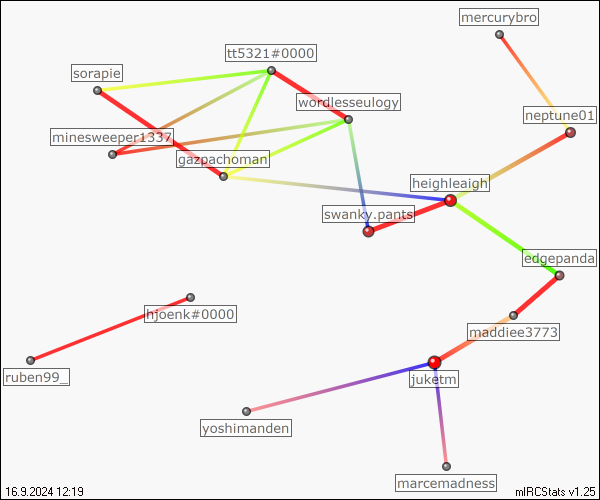 mercurybro
tt5321#0000
sorapie
wordlesseulogy
neptune01
minesweeper1337
gazpachoman
heighleaigh
swanky.pants
edgepanda
hjoenk#0000
maddiee3773
ruben99_
juketm
yoshimanden
marcemadness
16.9.2024 12:19
mIRCStats v1.25